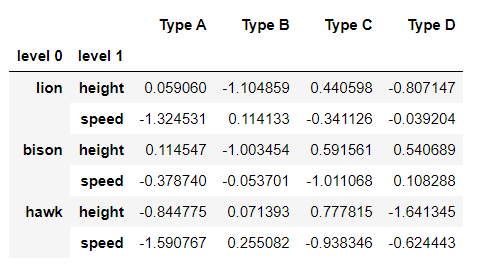 Type A Type B Type C Type D
level 0 level 1
lion height 0.059060 -1.104859 0.440598 -0.807147
speed -1.324531 0.114133 -0.341126 -0.039204
bison height 0.114547 -1.003454 0.591561 0.540689
speed -0.378740 -0.053701 -1.011068 0.108288
hawk height -0.844775 0.071393 0.777815 -1.641345
speed -1.590767 0.255082 -0.938346 -0.624443